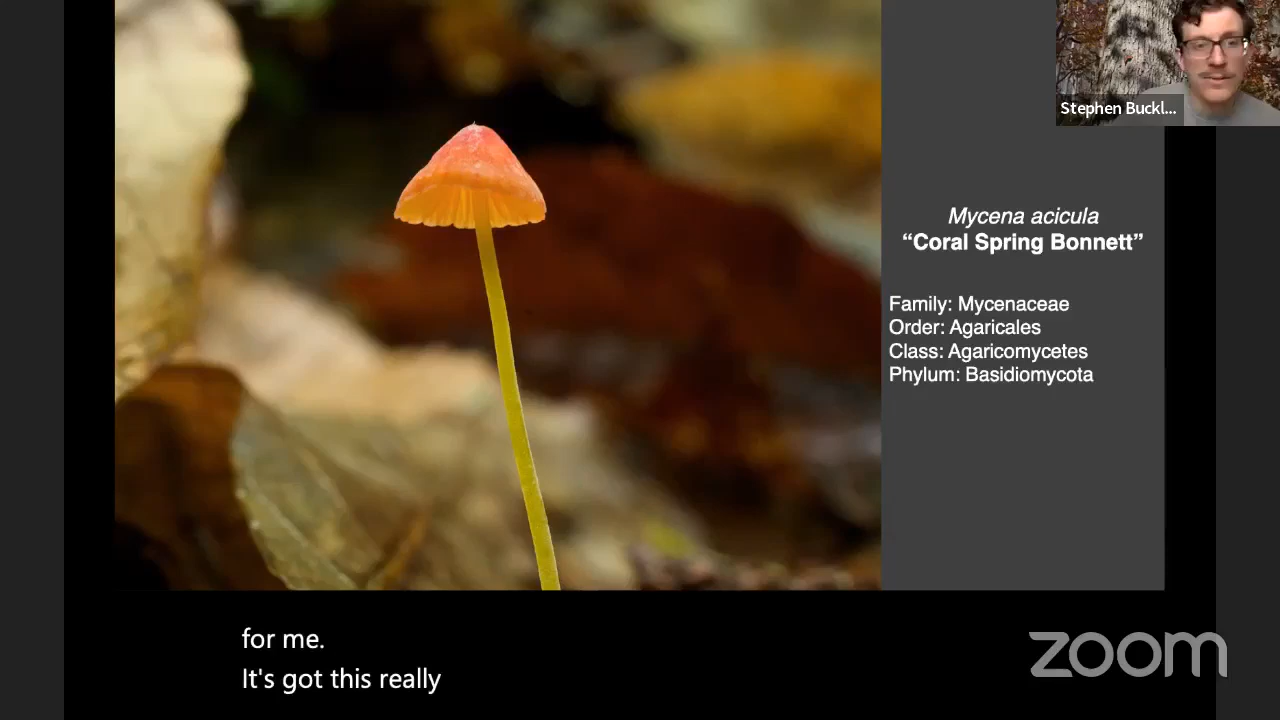 Stephen Buckl...
Mycena acicula
“Coral Spring Bonnett”
Family: Mycenaceae
Order: Agaricales
Class: Agaricomycetes
Phylum: Basidiomycota
for me.
It's got this really
zoom